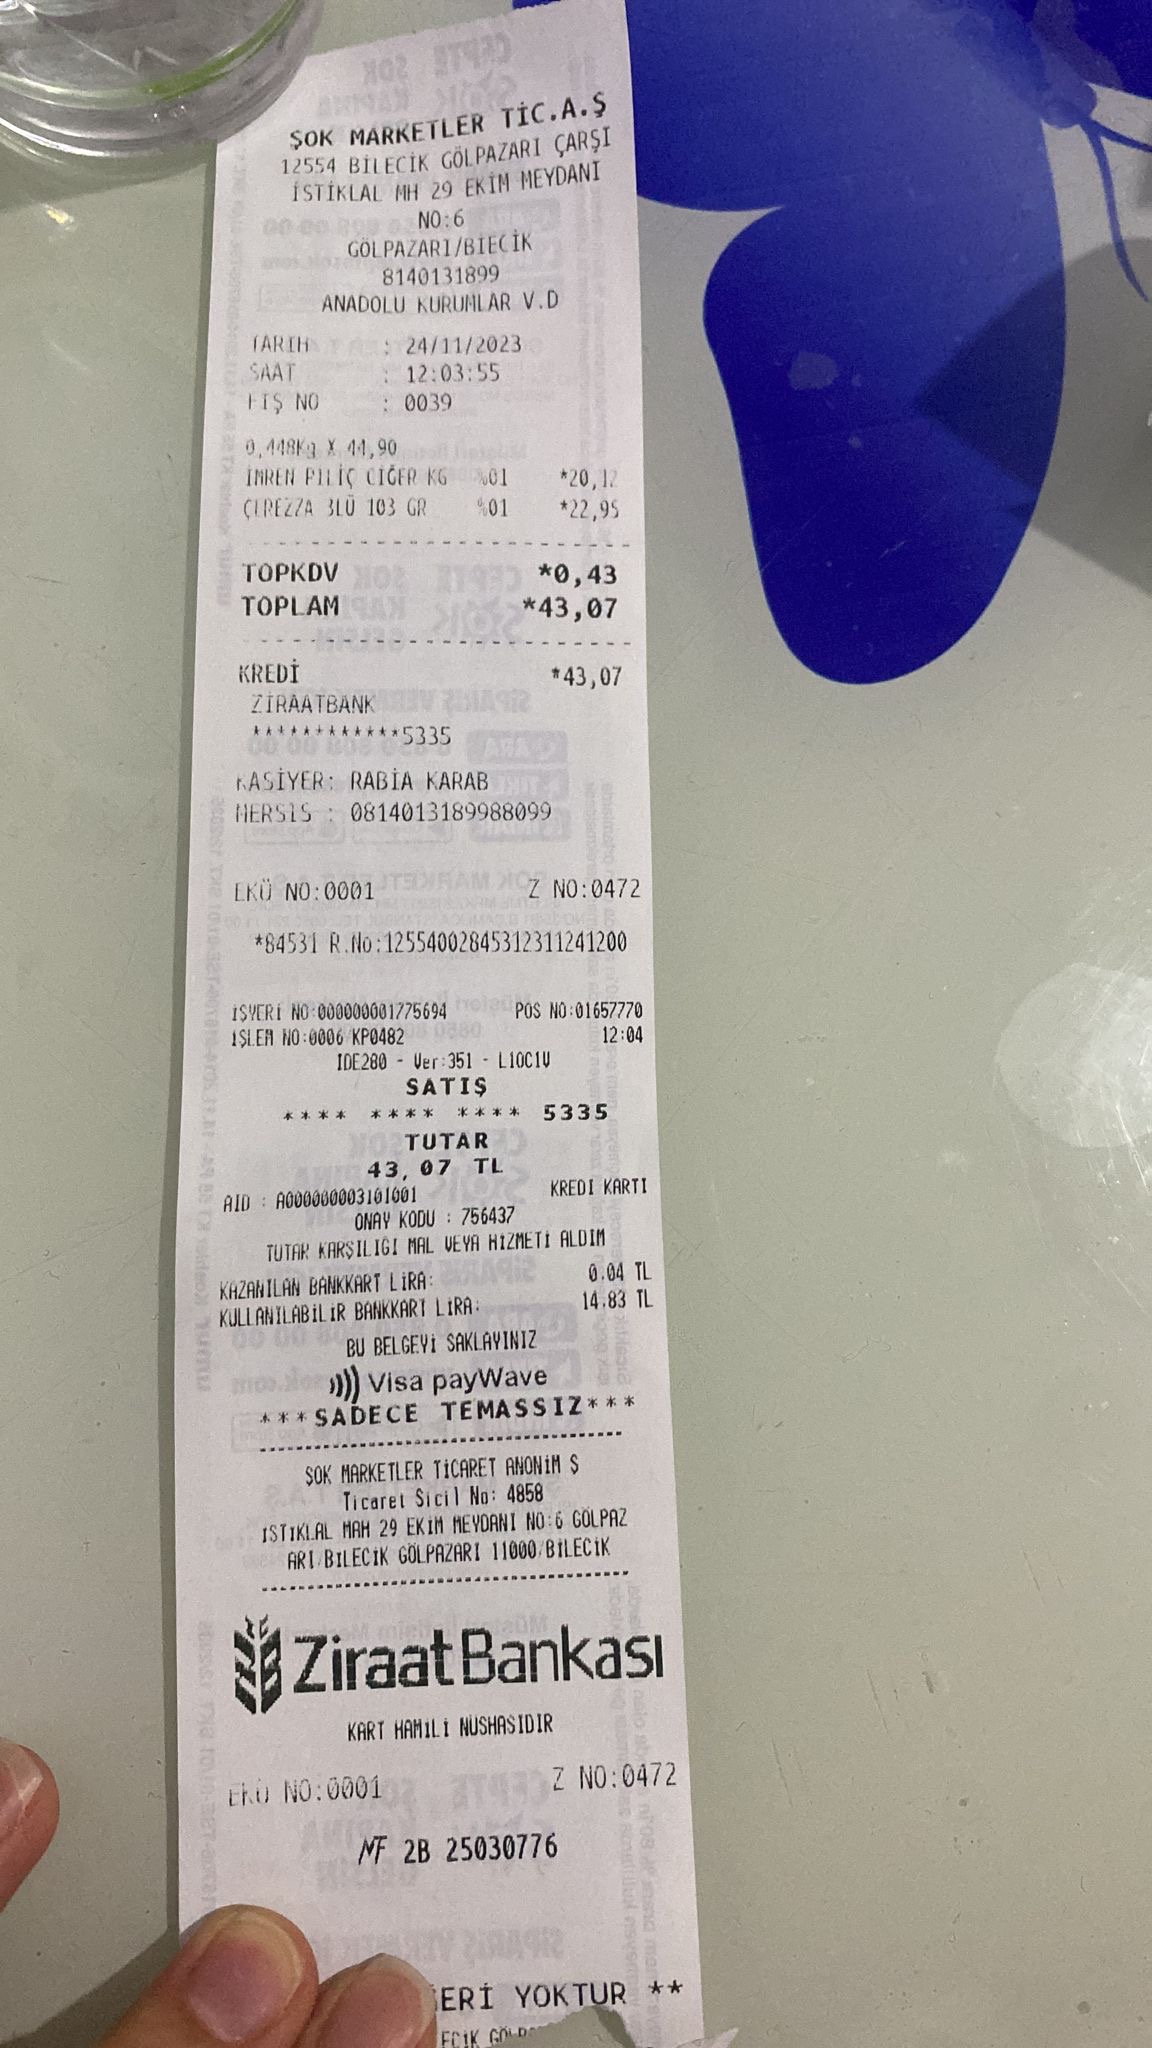 ŞOK MARKETLER TİC.A.Ş
12554 BİLECİK GÖLPAZARI ÇARŞI
İSTİKLAL MH 29 EKİM MEYDANI
NO:6
GÖLPAZARI/BİECİK
8140131899
ANADOLU KURUMLAR V.D
TARİH : 24/11/2023
SAAT : 12:03:55
FİŞ NO : 0039
0,448Kg X 44,90
İMREN PİLİÇ CİĞER KG %01 *20,12
ÇEREZZA 3LÜ 103 GR %01 *22,95
TOPKDV *0,43
TOPLAM *43,07
KREDİ *43,07
ZİRAATBANK
************5335
KASİYER: RABİA KARAB
MERSİS : 0814013189988099
EKÜ NO:0001 Z NO:0472
*84531 R.No:12554002845312311241200
İŞYERİ NO:000000001775694 POS NO:01657770
İŞLEM NO:0006 KP0482 12:04
IDE280 - Ver:351 - L10C1V
SATIŞ
**** **** **** 5335
TUTAR
43,07 TL
AID : A0000000031010​01 KREDI KARTI
ONAY KODU : 756437
TUTAR KARŞILIĞI MAL VEYA HİZMETİ ALDIM
KAZANILAN BANKKART LİRA: 0.04 TL
KULLANILABİLİR BANKKART LİRA: 14.83 TL
BU BELGEYİ SAKLAYINIZ
Visa payWave
***SADECE TEMASSIZ***
ŞOK MARKETLER TİCARET ANONİM Ş
Ticaret Sicil No: 4858
İSTİKLAL MAH 29 EKİM MEYDANI NO:6 GÖLPAZ
ARI/BİLECİK GÖLPAZARI 11000/BİLECİK
ZiraatBankası
KART HAMİLİ NÜSHASIDIR
EKÜ NO:0001 Z NO:0472
MF 2B 25030776
ĞERİ YOKTUR **